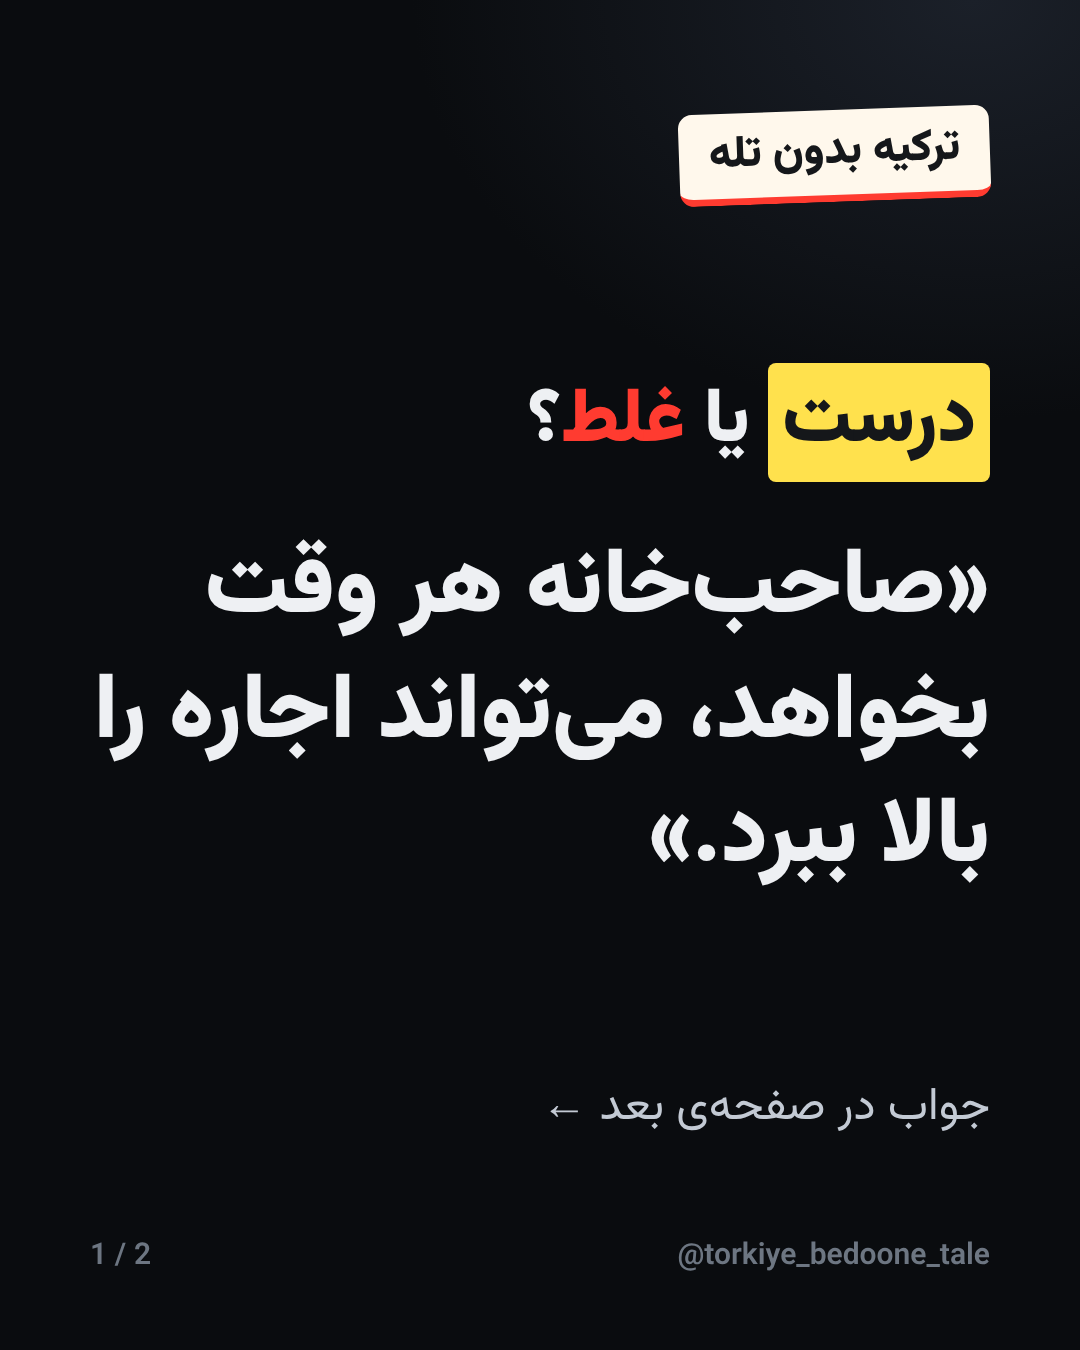 ترکیه بدون تله
درست یا غلط؟
«صاحب‌خانه هر وقت
بخواهد، می‌تواند اجاره را
بالا ببرد.»
جواب در صفحه‌ی بعد ←
@torkiye_bedoone_tale
1 / 2